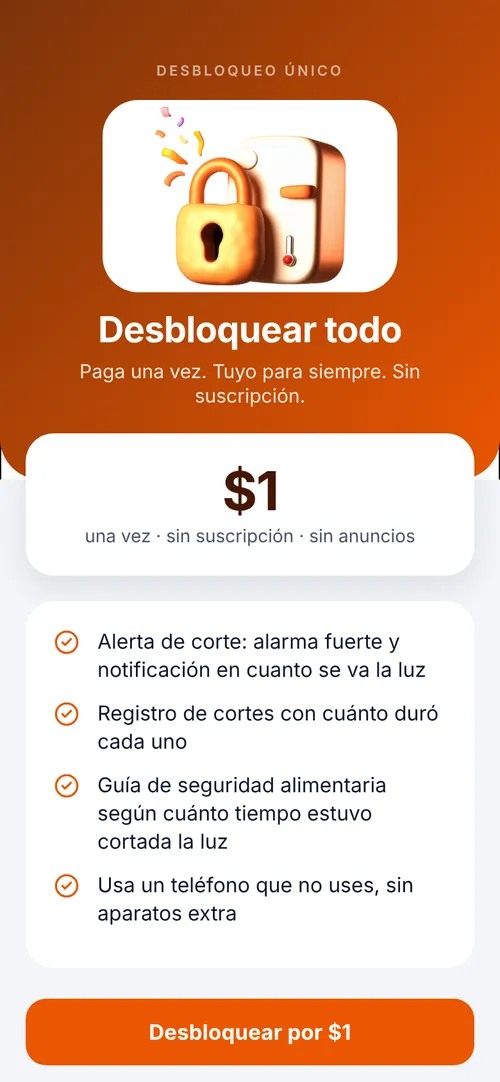 DESBLOQUEO ÚNICO
Desbloquear todo
Paga una vez. Tuyo para siempre. Sin
suscripción.
$1
una vez · sin suscripción · sin anuncios
Alerta de corte: alarma fuerte y
notificación en cuanto se va la luz
Registro de cortes con cuánto duró
cada uno
Guía de seguridad alimentaria
según cuánto tiempo estuvo
cortada la luz
Usa un teléfono que no uses, sin
aparatos extra
Desbloquear por $1